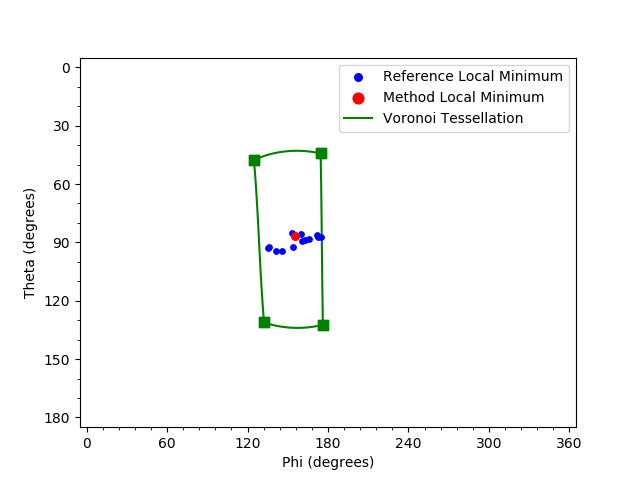 Reference Local Minimum
Method Local Minimum
Voronoi Tessellation
0
30
60
90
120
150
180
Theta (degrees)
0
60
120
180
240
300
360
Phi (degrees)